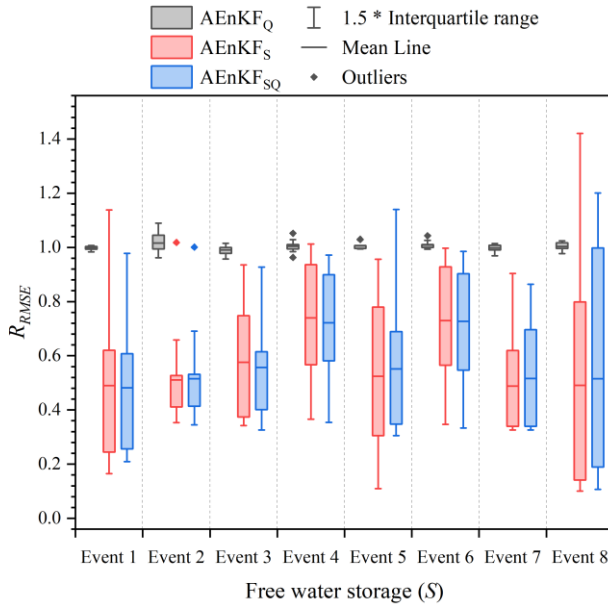 AEnKF_Q
1.5 * Interquartile range
AEnKF_S
Mean Line
AEnKF_SQ
Outliers
1.4
1.2
1.0
0.8
0.6
0.4
0.2
0.0
R_RMSE
Event 1 Event 2 Event 3 Event 4 Event 5 Event 6 Event 7 Event 8
Free water storage (S)